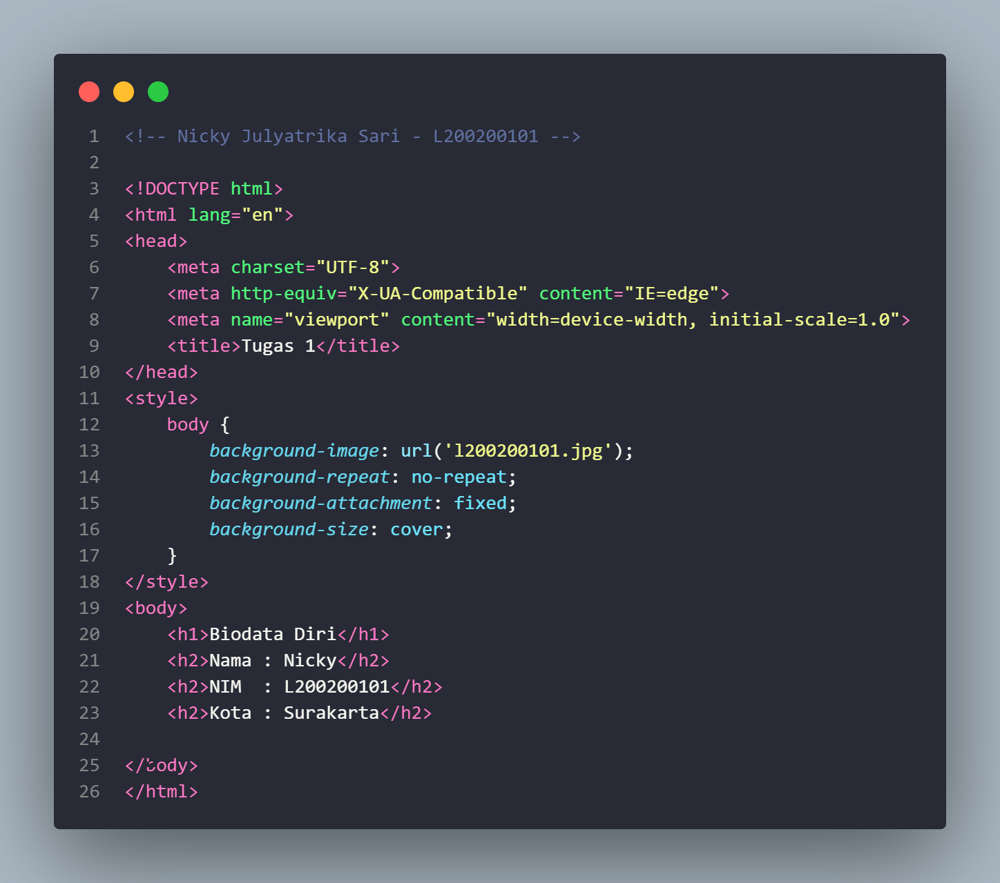 1 <!-- Nicky Julyatrika Sari - L200200101 -->
2
3 <!DOCTYPE html>
4 <html lang="en">
5 <head>
6     <meta charset="UTF-8">
7     <meta http-equiv="X-UA-Compatible" content="IE=edge">
8     <meta name="viewport" content="width=device-width, initial-scale=1.0">
9     <title>Tugas 1</title>
10 </head>
11 <style>
12     body {
13         background-image: url('l200200101.jpg');
14         background-repeat: no-repeat;
15         background-attachment: fixed;
16         background-size: cover;
17     }
18 </style>
19 <body>
20     <h1>Biodata Diri</h1>
21     <h2>Nama : Nicky</h2>
22     <h2>NIM  : L200200101</h2>
23     <h2>Kota : Surakarta</h2>
24
25 </body>
26 </html>